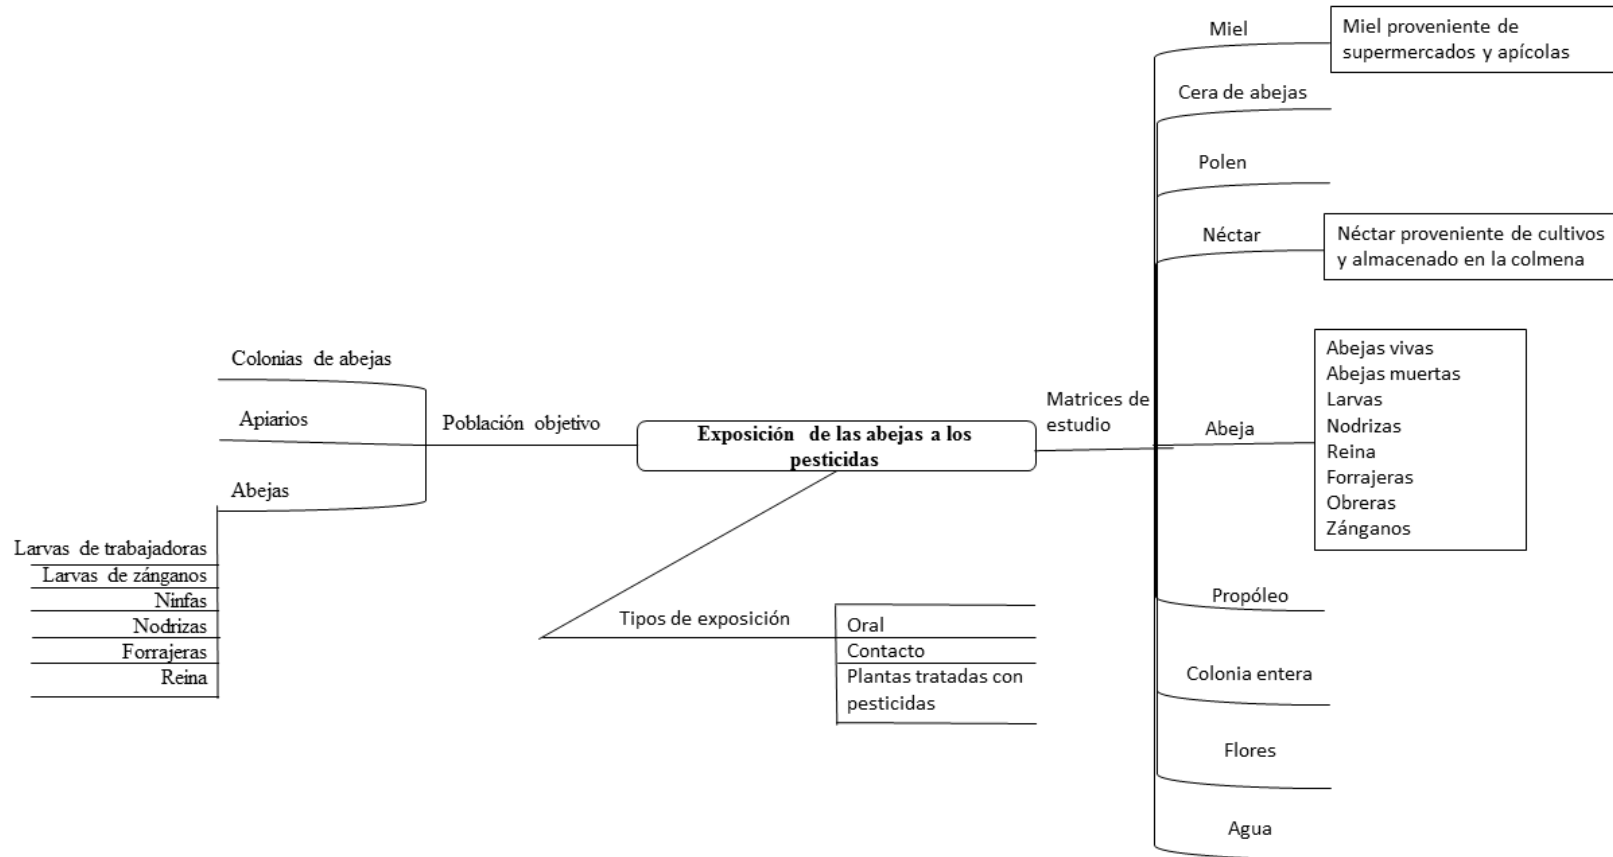 Colonias de abejas
Apiarios
Abejas
Larvas de trabajadoras
Larvas de zánganos
Ninfas
Nodrizas
Forrajeras
Reina
Población objetivo
Exposición de las abejas a los
pesticidas
Tipos de exposición
Oral
Contacto
Plantas tratadas con
pesticidas
Matrices de
estudio
Miel
Miel proveniente de
supermercados y apícolas
Cera de abejas
Polen
Néctar
Néctar proveniente de cultivos
y almacenado en la colmena
Abeja
Abejas vivas
Abejas muertas
Larvas
Nodrizas
Reina
Forrajeras
Obreras
Zánganos
Propóleo
Colonia entera
Flores
Agua